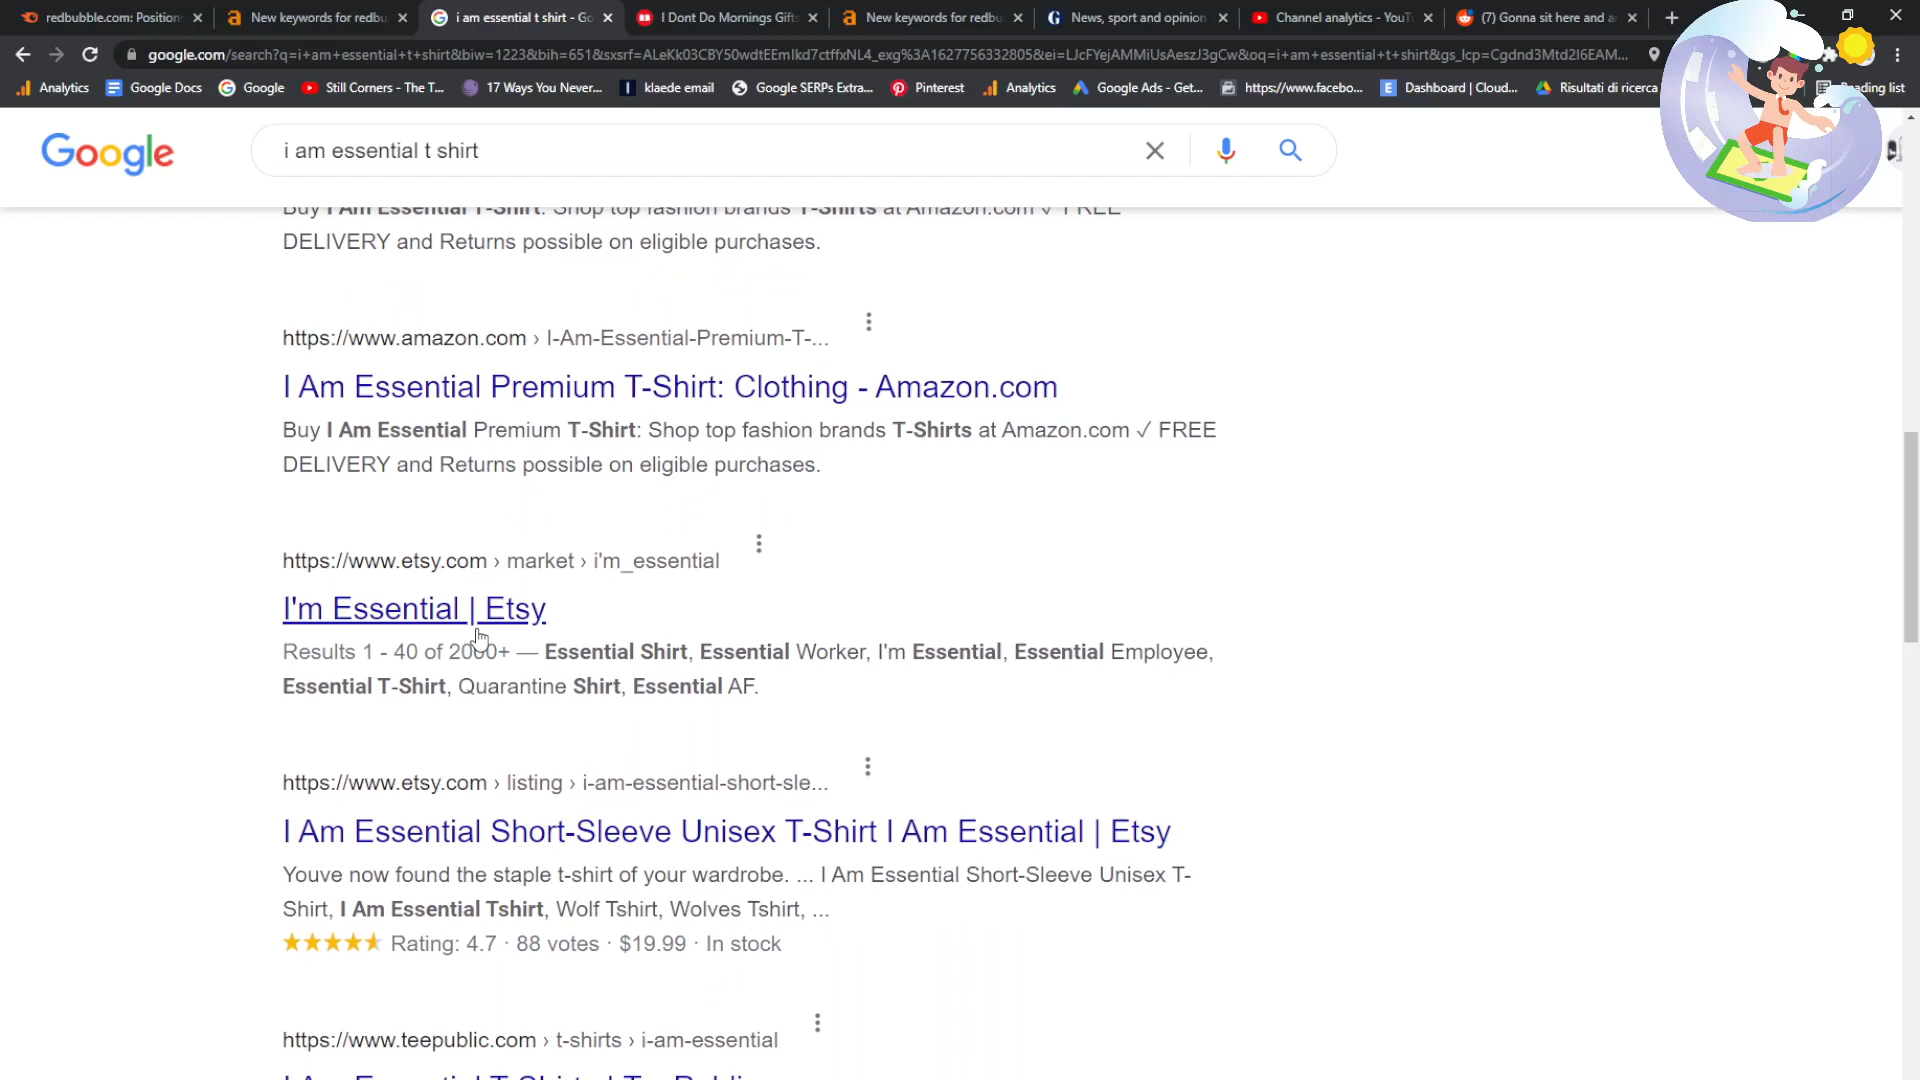 redbubble.com: Position
New keywords for redbu
i am essential t shirt - Go
I Dont Do Mornings Gift
New keywords for redbu
News, sport and opinion
Channel analytics - YouT
(7) Gonna sit here and a
google.com/search?q=i+am+essential+t+shirt&biw=1223&bih=651&sxsrf=ALeKk03CBY50wdtEEmIkd7ctffxNL4_exg%3A1627756332805&ei=LJcFYejAMMiUsAeszJ3gCw&oq=i+am+essential+t+shirt&gs_lcp=Cgdnd3Mtd2l6EAM...
Analytics
Google Docs
Google
Still Corners - The T...
17 Ways You Never...
klaede email
Google SERPs Extra...
Pinterest
Analytics
Google Ads - Get...
https://www.facebo...
Dashboard | Cloud...
Risultati di ricerca
list
Google
i am essential t shirt
Buy I Am Essential T-Shirt: Shop top fashion brands T-Shirts at Amazon.com ✓ FREE
DELIVERY and Returns possible on eligible purchases.
https://www.amazon.com › I-Am-Essential-Premium-T-...
I Am Essential Premium T-Shirt: Clothing - Amazon.com
Buy I Am Essential Premium T-Shirt: Shop top fashion brands T-Shirts at Amazon.com ✓ FREE
DELIVERY and Returns possible on eligible purchases.
https://www.etsy.com › market › i'm_essential
I'm Essential | Etsy
Results 1 - 40 of 2000+ — Essential Shirt, Essential Worker, I'm Essential, Essential Employee,
Essential T-Shirt, Quarantine Shirt, Essential AF.
https://www.etsy.com › listing › i-am-essential-short-sle...
I Am Essential Short-Sleeve Unisex T-Shirt I Am Essential | Etsy
Youve now found the staple t-shirt of your wardrobe. ... I Am Essential Short-Sleeve Unisex T-
Shirt, I Am Essential Tshirt, Wolf Tshirt, Wolves Tshirt, ...
Rating: 4.7 · 88 votes · $19.99 · In stock
https://www.teepublic.com › t-shirts › i-am-essential